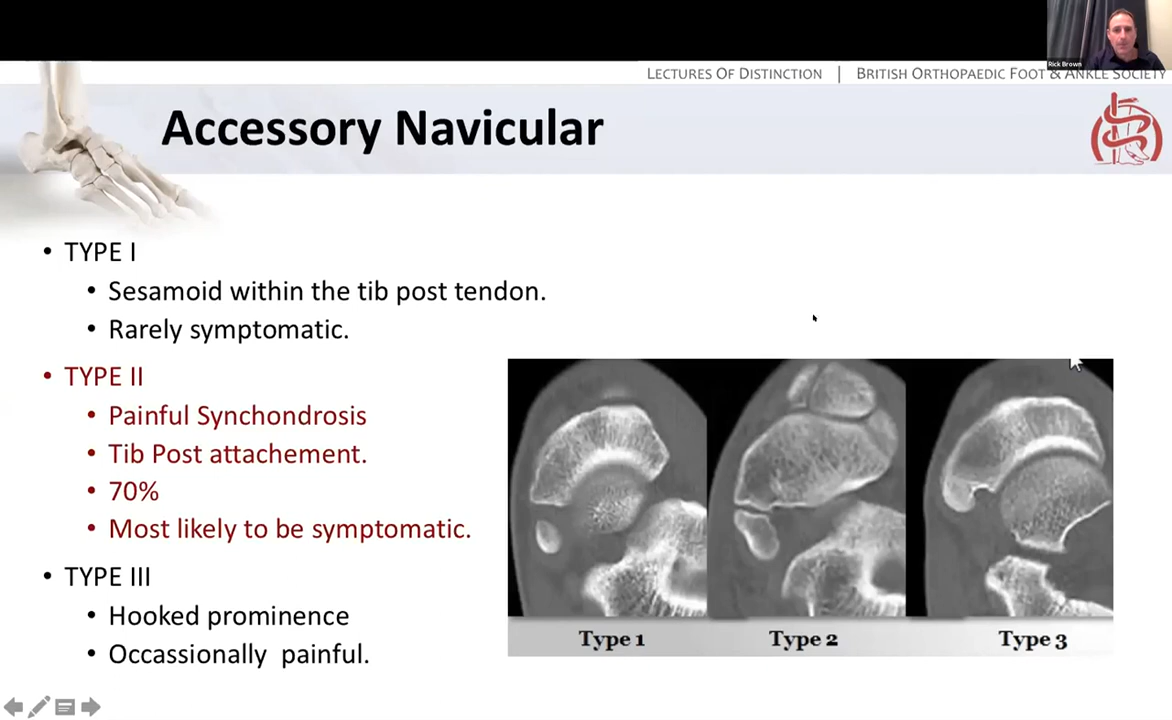 Rick Brown
LECTURES OF DISTINCTION | BRITISH ORTHOPAEDIC FOOT & ANKLE SOCIETY
Accessory Navicular
• TYPE I
• Sesamoid within the tib post tendon.
• Rarely symptomatic.
• TYPE II
• Painful Synchondrosis
• Tib Post attachement.
• 70%
• Most likely to be symptomatic.
• TYPE III
• Hooked prominence
• Occassionally painful.
Type 1 Type 2 Type 3